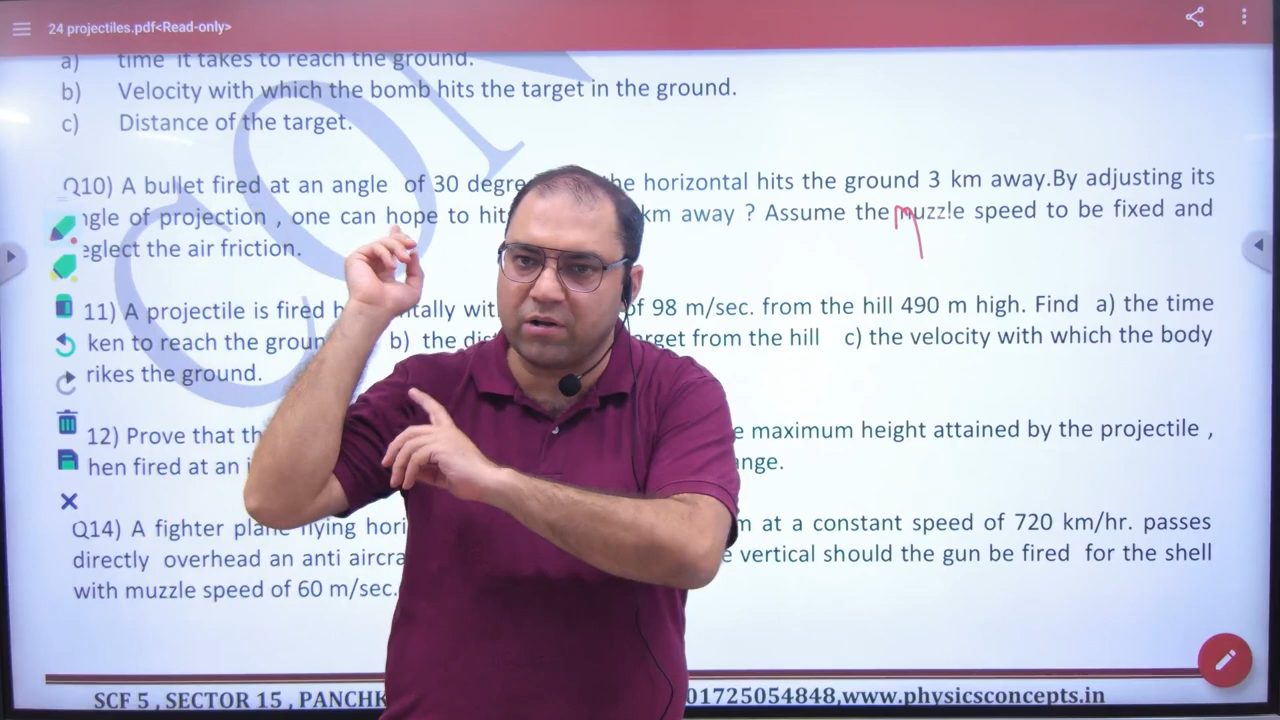 24 projectiles.pdf<Read-only>
a) time it takes to reach the ground.
b) Velocity with which the bomb hits the target in the ground.
c) Distance of the target.
Q10) A bullet fired at an angle of 30 he horizontal hits the ground 3 km away.By adjusting its
ngle of projection , one can hope to hit km away ? Assume the muzzle speed to be fixed and
eglect the air friction.
11) A projectile is fired h tally wit of 98 m/sec. from the hill 490 m high. Find a) the time
ken to reach the groun b) the dis rget from the hill c) the velocity with which the body
rikes the ground.
12) Prove that th e maximum height attained by the projectile ,
hen fired at an nge.
Q14) A fighter plane flying hori m at a constant speed of 720 km/hr. passes
directly overhead an anti aircra e vertical should the gun be fired for the shell
with muzzle speed of 60 m/sec.
SCF 5 , SECTOR 15 , PANCHK 01725054848,www.physicsconcepts.in
CON